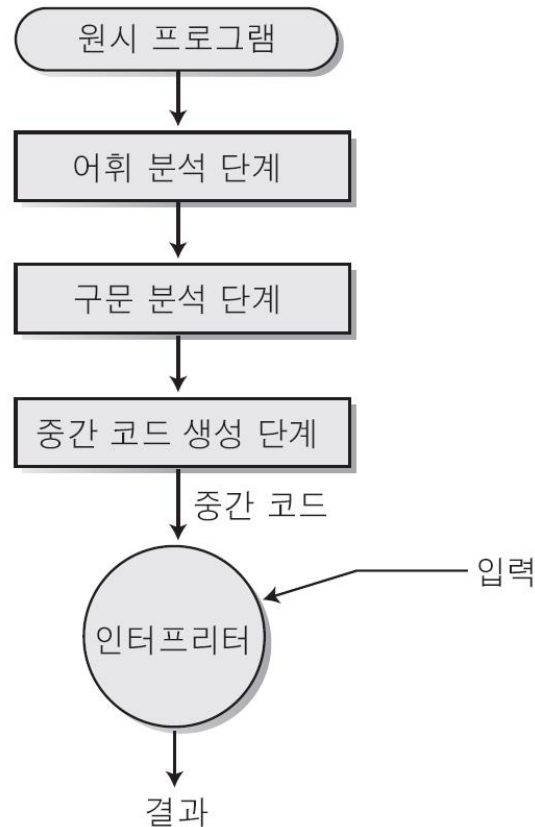 원시 프로그램
어휘 분석 단계
구문 분석 단계
중간 코드 생성 단계
중간 코드
입력
인터프리터
결과